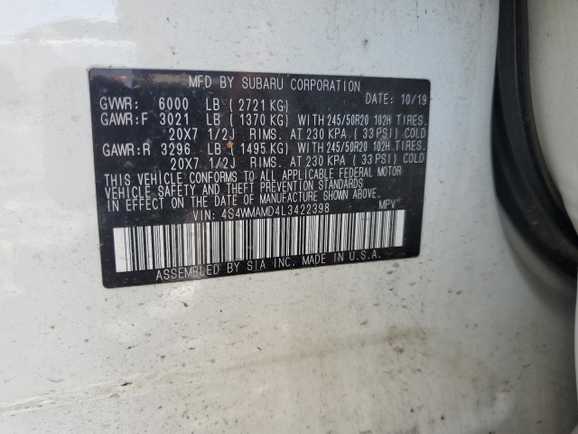 MFD BY SUBARU CORPORATION
GVWR: 6000 LB ( 2721 KG) DATE: 10/19
GAWR:F 3021 LB ( 1370 KG) WITH 245/50R20 102H TIRES.
20X7 1/2J RIMS. AT 230 KPA ( 33 PSI) COLD
GAWR:R 3296 LB ( 1495 KG) WITH 245/50R20 102H TIRES.
20X7 1/2J RIMS. AT 230 KPA ( 33 PSI) COLD
THIS VEHICLE CONFORMS TO ALL APPLICABLE FEDERAL MOTOR
VEHICLE SAFETY AND THEFT PREVENTION STANDARDS
IN EFFECT ON THE DATE OF MANUFACTURE SHOWN ABOVE.
VIN: 4S4WMAMD4L3422398 MPV
ASSEMBLED BY SIA INC. MADE IN U.S.A.